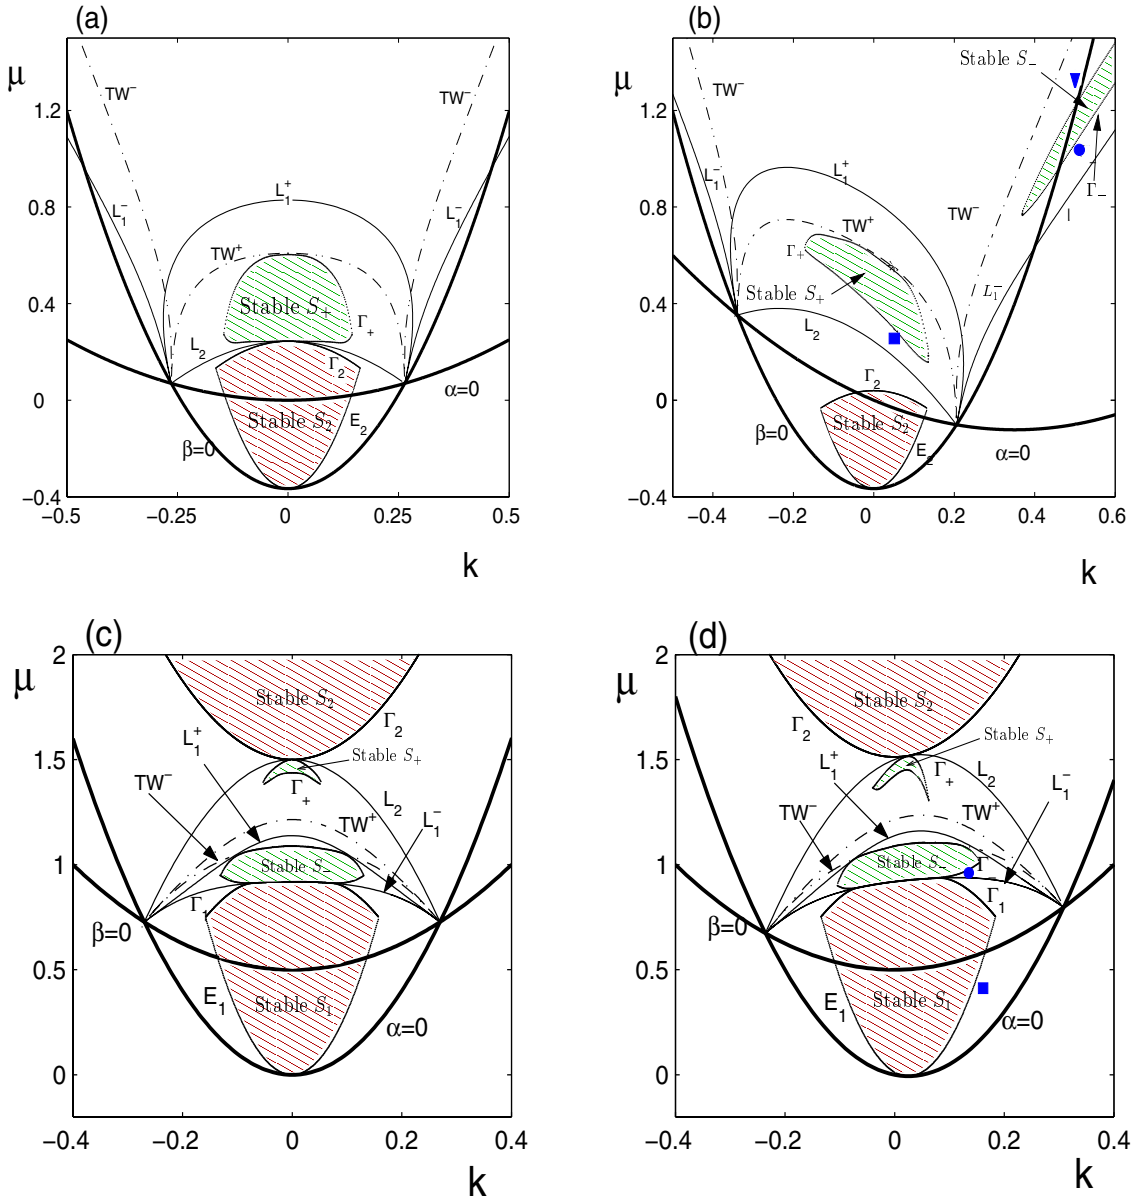 (a)
μ
1.2
0.8
0.4
0
−0.4
−0.5
−0.25
0
0.25
0.5
k
TW⁻
TW⁻
L₁⁻
L₁⁺
L₁⁻
TW⁺
Stable S₊
Γ₊
L₂
Γ₂
α=0
Stable S₂
E₂
β=0
(b)
μ
1.2
0.8
0.4
0
−0.4
−0.4
−0.2
0
0.2
0.4
0.6
k
Stable S₋
TW⁻
L₁⁻
L₁⁺
TW⁻
Γ₋
TW⁺
Γ₊
Stable S₊
L₁⁻
L₂
Γ₂
Stable S₂
β=0
E₂
α=0
(c)
μ
2
1.5
1
0.5
0
−0.4
−0.2
0
0.2
0.4
k
Stable S₂
Γ₂
L₁⁺
Stable S₊
TW⁻
Γ₊
L₂
TW⁺
L₁⁻
Stable S₋
Γ₁
β=0
E₁
Stable S₁
α=0
(d)
μ
2
1.5
1
0.5
0
−0.4
−0.2
0
0.2
0.4
k
Stable S₂
Γ₂
Stable S₊
L₁⁺
Γ₊
L₂
TW⁻
TW⁺
L₁⁻
Stable S₋
Γ₋
Γ₁
β=0
E₁
Stable S₁
α=0